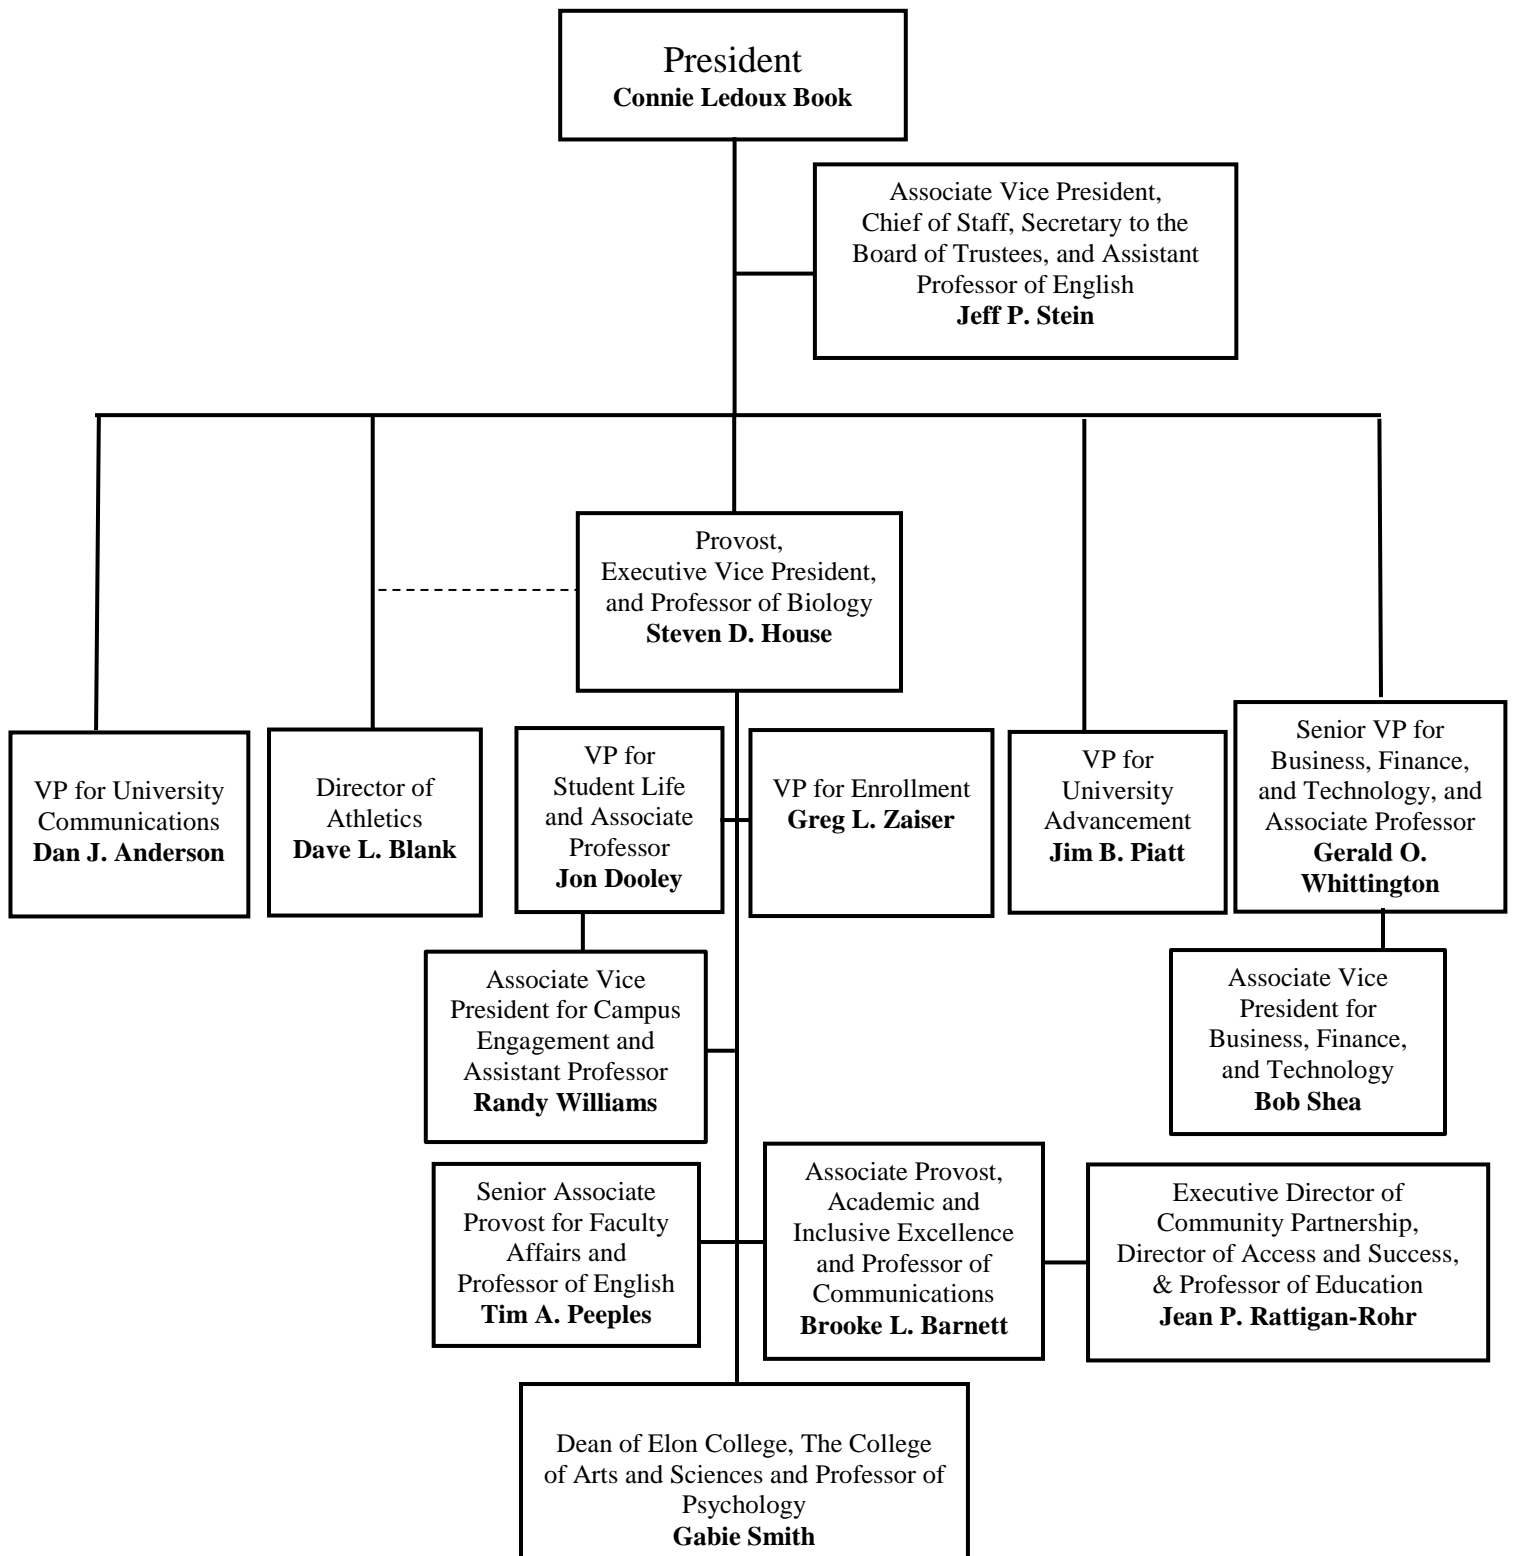 President
Connie Ledoux Book
Associate Vice President,
Chief of Staff, Secretary to the
Board of Trustees, and Assistant
Professor of English
Jeff P. Stein
Provost,
Executive Vice President,
and Professor of Biology
Steven D. House
VP for University
Communications
Dan J. Anderson
Director of
Athletics
Dave L. Blank
VP for
Student Life
and Associate
Professor
Jon Dooley
VP for Enrollment
Greg L. Zaiser
VP for
University
Advancement
Jim B. Piatt
Senior VP for
Business, Finance,
and Technology, and
Associate Professor
Gerald O.
Whittington
Associate Vice
President for Campus
Engagement and
Assistant Professor
Randy Williams
Associate Vice
President for
Business, Finance,
and Technology
Bob Shea
Senior Associate
Provost for Faculty
Affairs and
Professor of English
Tim A. Peeples
Associate Provost,
Academic and
Inclusive Excellence
and Professor of
Communications
Brooke L. Barnett
Executive Director of
Community Partnership,
Director of Access and Success,
& Professor of Education
Jean P. Rattigan-Rohr
Dean of Elon College, The College
of Arts and Sciences and Professor of
Psychology
Gabie Smith